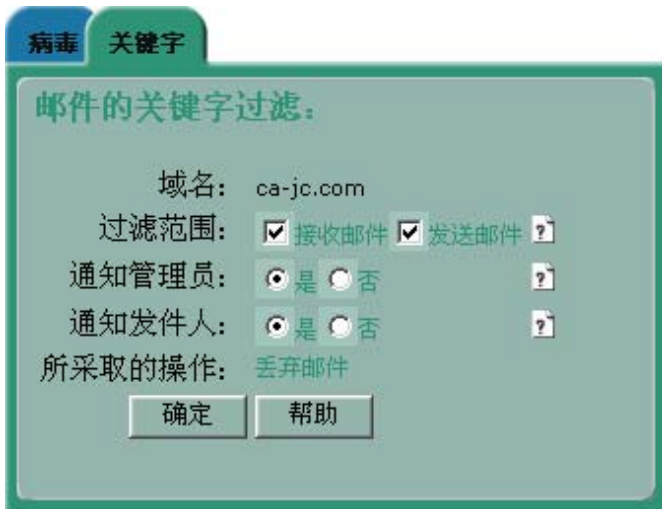 病毒 关键字
邮件的关键字过滤：
域名： ca-jc.com
过滤范围： 接收邮件 发送邮件 ?
通知管理员： 是 否 ?
通知发件人： 是 否 ?
所采取的操作： 丢弃邮件
确定 帮助